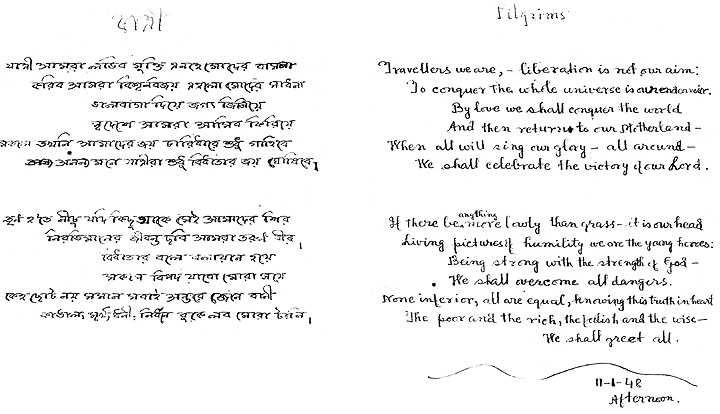 যাত্রী
যাত্রী আমরা লভিব মুক্তি নহে মোদের বাসনা
করিব আমরা বিশ্ববিজয় মোদের সাধনা
ভালবাসা দিয়ে জগৎ জিনিয়ে
স্বদেশে আমরা আসিব ফিরিয়ে
সকলে তখনি আমাদের জয় চারিধারে শুধু গাহিবে
মনে যাত্রীরা শুধু বিধাতার জয় ঘোষিবে।
তৃণ হ'তে নীচু যদি কিছু থাকে সেই আমাদের শির
নিরভিমানের জীবন্ত ছবি আমরা তরুণ বীর।
বিধাতার বলে বলীয়ান হয়ে
সকল বিপদ যাবো মোরা সয়ে
কেহ ছোট নয় সমান সবাই অন্তরে জেনে বাণী
কাঙাল, মূর্খ, ধনী, নির্ধন বুকে লব মোরা টানি।
Pilgrims
Travellers we are, - liberation is not our aim:
To conquer the whole universe is our endeavour.
By love we shall conquer the world
And then return to our Motherland -
When all will sing our glory - all around -
We shall celebrate the victory of our Lord.
If there be anything more lowly than grass - it is our head
Living pictures of humility we are the young heroes:
Being strong with the strength of God -
We shall overcome all dangers.
None inferior, all are equal, knowing this truth in heart
The poor and the rich, the foolish and the wise -
We shall greet all.
11-1-48
Afternoon.